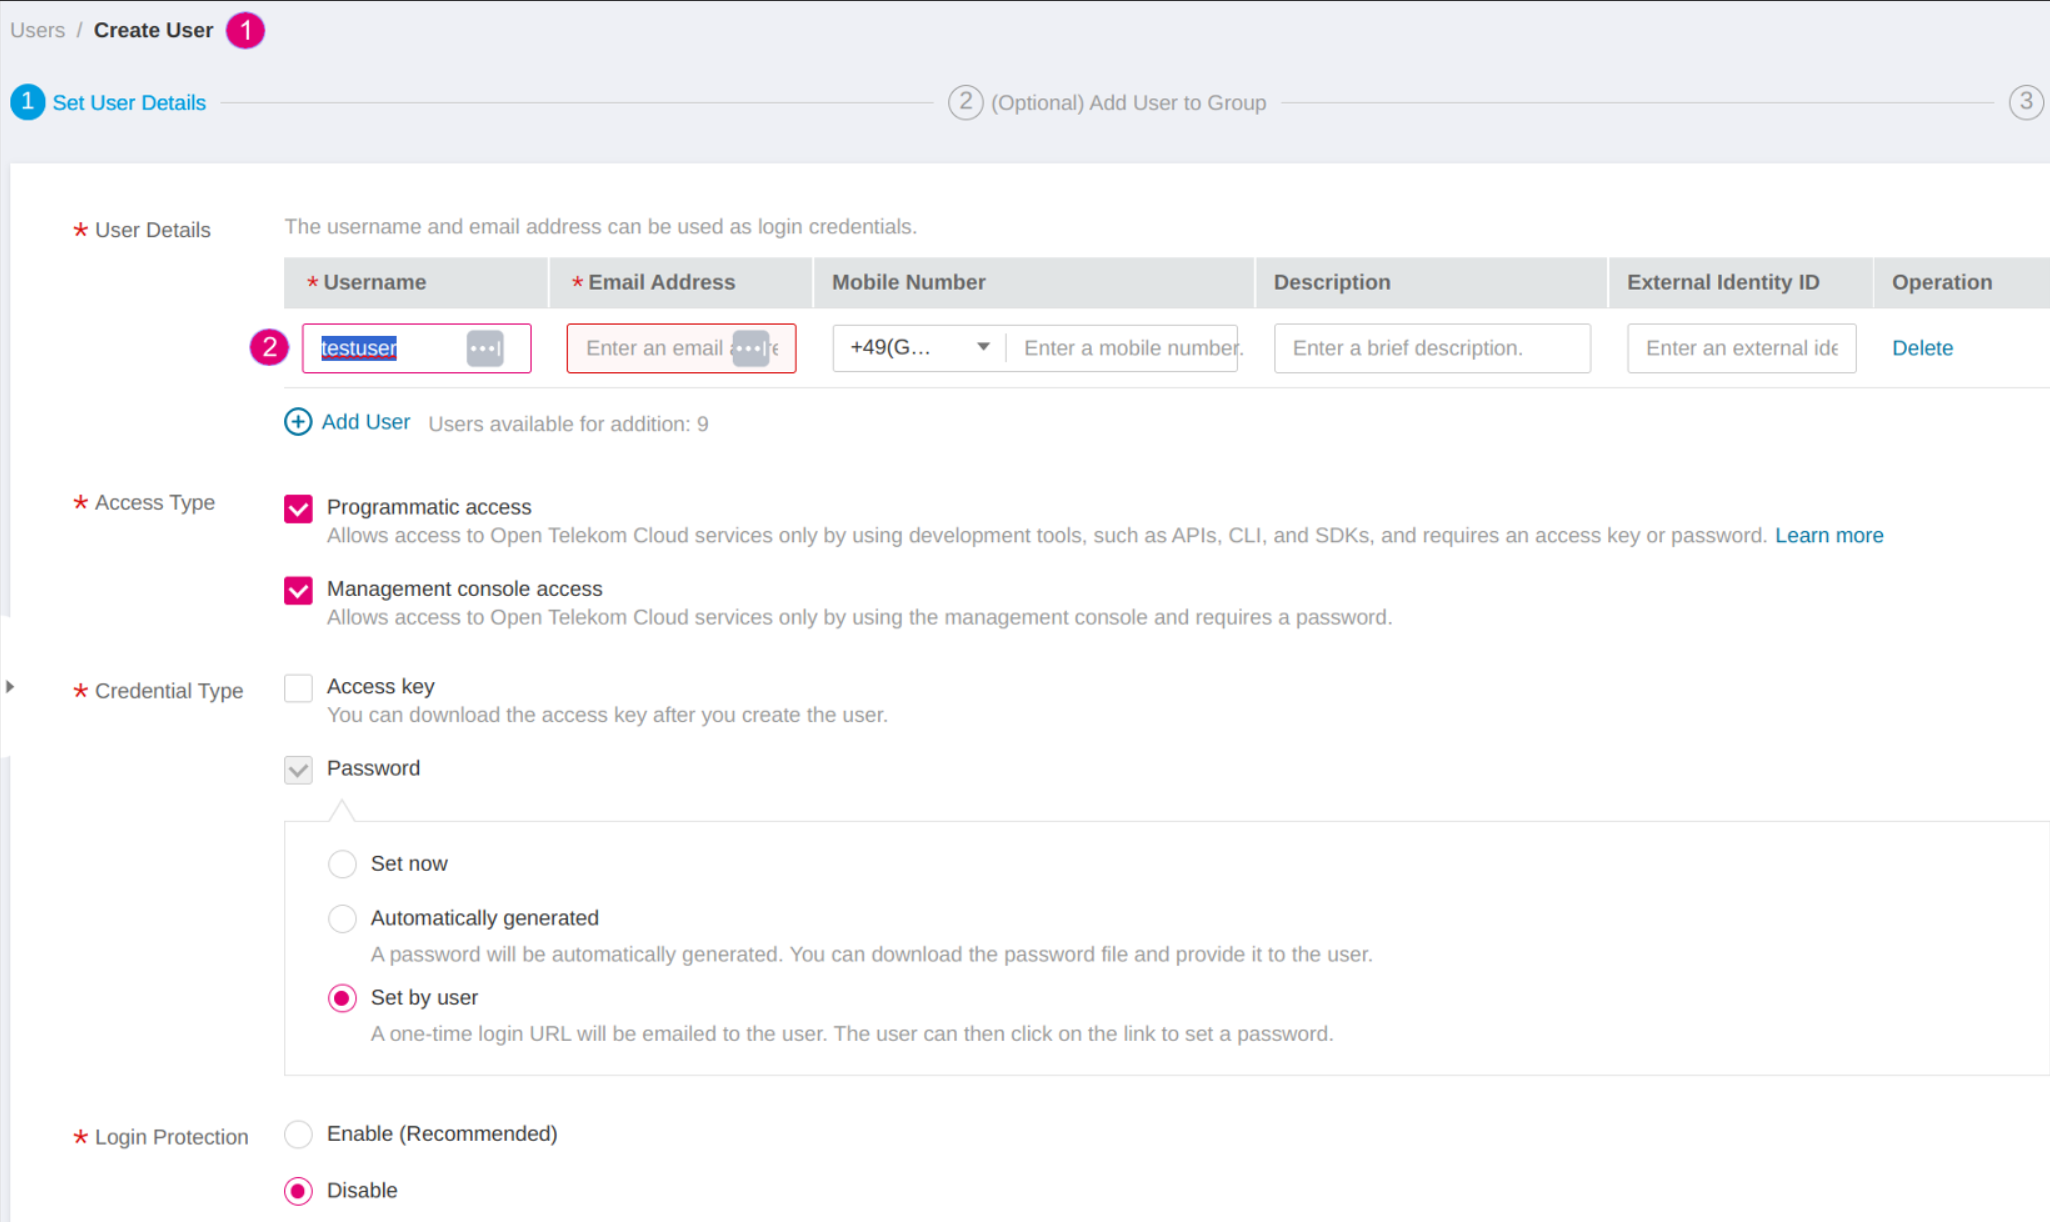 Users / Create User 1
1 Set User Details 2 (Optional) Add User to Group 3
* User Details The username and email address can be used as login credentials.
* Username * Email Address Mobile Number Description External Identity ID Operation
2 testuser Enter an email +49(G... Enter a mobile number. Enter a brief description. Enter an external ide Delete
Add User Users available for addition: 9
* Access Type Programmatic access
Allows access to Open Telekom Cloud services only by using development tools, such as APIs, CLI, and SDKs, and requires an access key or password. Learn more
Management console access
Allows access to Open Telekom Cloud services only by using the management console and requires a password.
* Credential Type Access key
You can download the access key after you create the user.
Password
Set now
Automatically generated
A password will be automatically generated. You can download the password file and provide it to the user.
Set by user
A one-time login URL will be emailed to the user. The user can then click on the link to set a password.
* Login Protection Enable (Recommended)
Disable